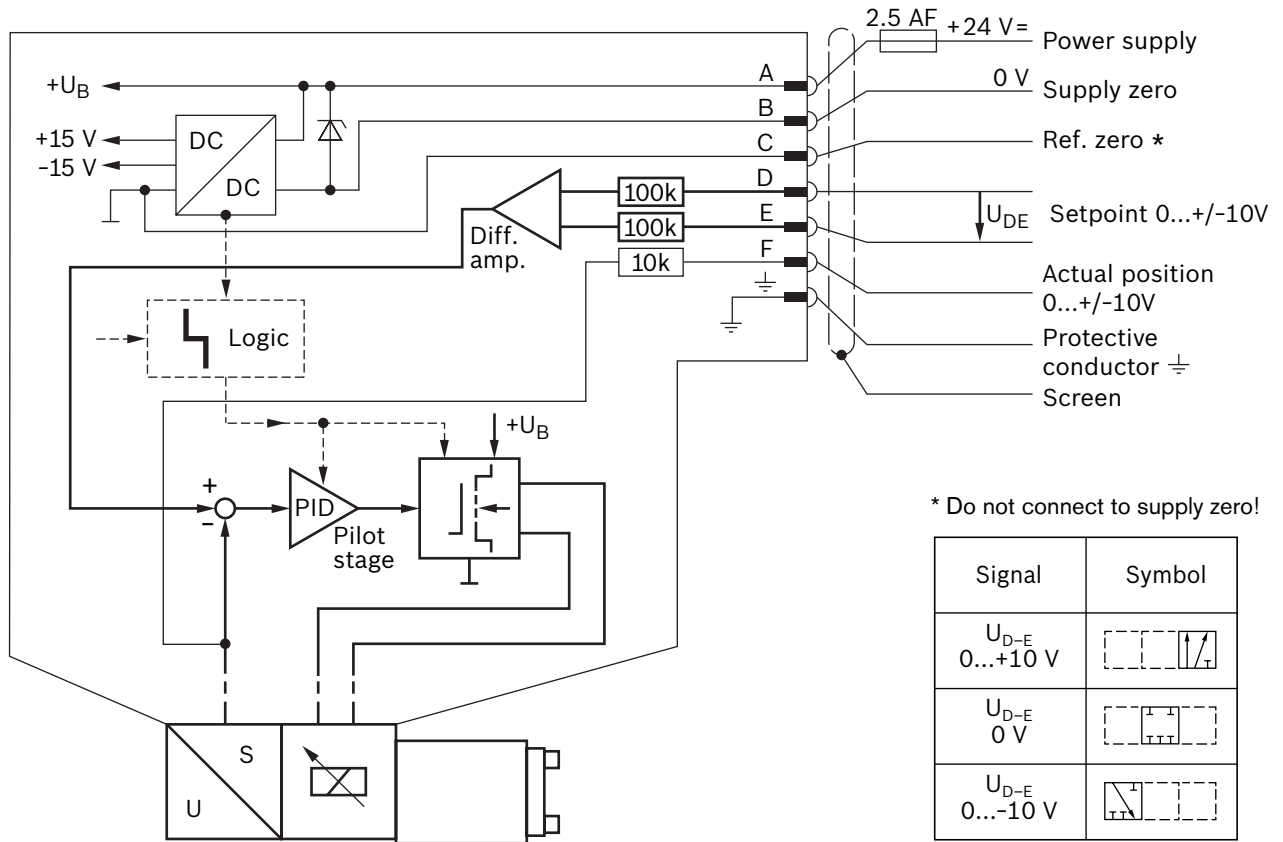 2.5 AF
+24 V=
Power supply
A
+U_B
0 V
Supply zero
B
+15 V
DC
-15 V
DC
C
Ref. zero *
D
100k
U_DE
Setpoint 0...+/-10V
E
100k
Diff.
amp.
F
10k
Actual position
0...+/-10V
Logic
Protective
conductor
Screen
+U_B
+
-
PID
Pilot
stage
* Do not connect to supply zero!
Signal
Symbol
U_D–E
0...+10 V
U_D–E
0 V
U_D–E
0...-10 V
S
U